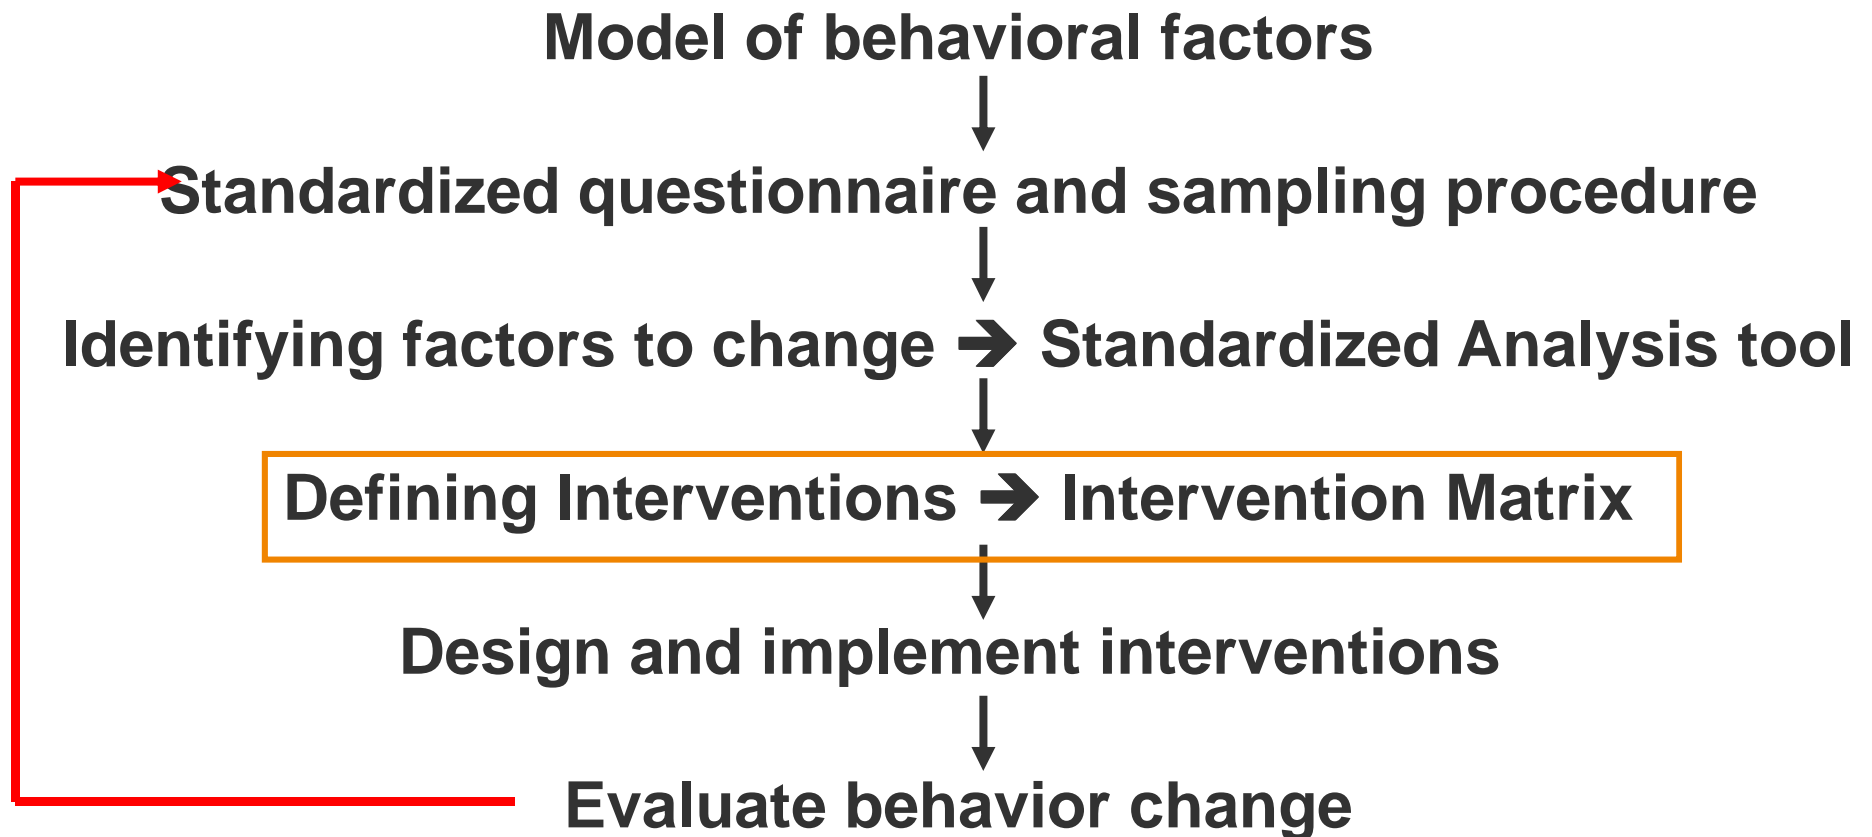 Model of behavioral factors
Standardized questionnaire and sampling procedure
Identifying factors to change ➔ Standardized Analysis tool
Defining Interventions ➔ Intervention Matrix
Design and implement interventions
Evaluate behavior change